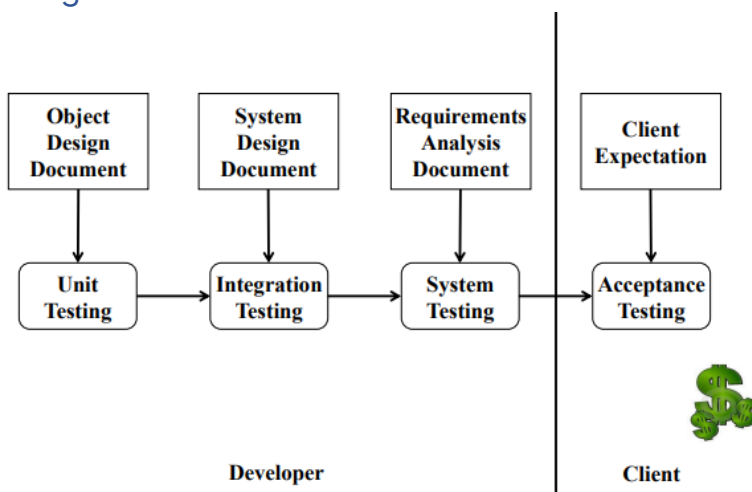 Object
Design
Document
System
Design
Document
Requirements
Analysis
Document
Client
Expectation
Unit
Testing
Integration
Testing
System
Testing
Acceptance
Testing
Developer
Client